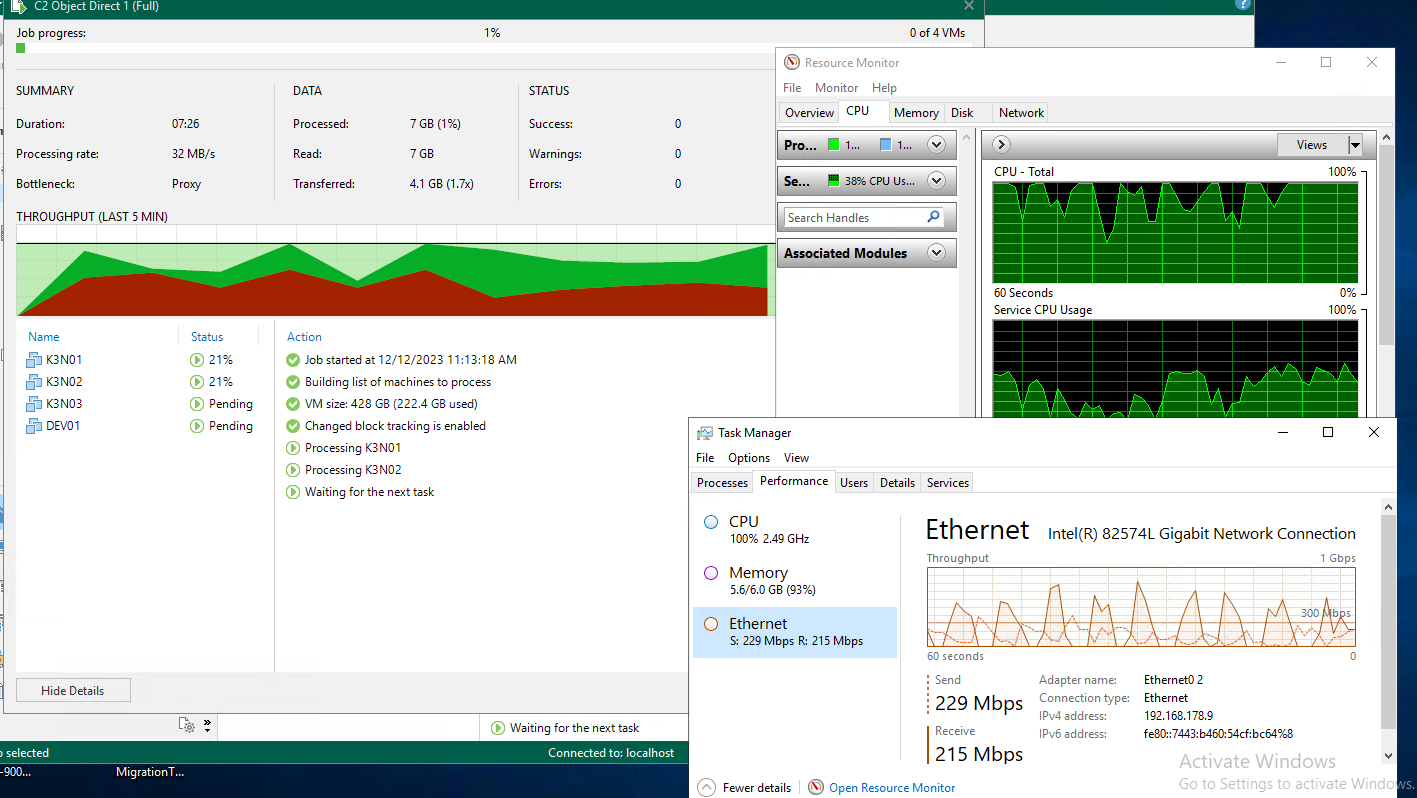 C2 Object Direct 1 (Full)
Job progress: 1% 0 of 4 VMs
SUMMARY DATA STATUS
Duration: 07:26 Processed: 7 GB (1%) Success: 0
Processing rate: 32 MB/s Read: 7 GB Warnings: 0
Bottleneck: Proxy Transferred: 4.1 GB (1.7x) Errors: 0
THROUGHPUT (LAST 5 MIN)
Name Status Action
K3N01 21% Job started at 12/12/2023 11:13:18 AM
K3N02 21% Building list of machines to process
K3N03 Pending VM size: 428 GB (222.4 GB used)
DEV01 Pending Changed block tracking is enabled
Processing K3N01
Processing K3N02
Waiting for the next task
Hide Details
Waiting for the next task
selected Connected to: localhost
-900... MigrationT...
Resource Monitor
File Monitor Help
Overview CPU Memory Disk Network
Pro... 1... 1...
Views
Se... 38% CPU Us...
Search Handles
Associated Modules
CPU - Total 100%
60 Seconds 0%
Service CPU Usage 100%
Task Manager
File Options View
Processes Performance Users Details Services
CPU
100% 2.49 GHz
Memory
5.6/6.0 GB (93%)
Ethernet
S: 229 Mbps R: 215 Mbps
Ethernet Intel(R) 82574L Gigabit Network Connection
Throughput 1 Gbps
300 Mbps
60 seconds 0
Send
229 Mbps
Receive
215 Mbps
Adapter name: Ethernet0 2
Connection type: Ethernet
IPv4 address: 192.168.178.9
IPv6 address: fe80::7443:b460:54cf:bc64%8
Fewer details Open Resource Monitor
Activate Windows
Go to Settings to activate Windows.